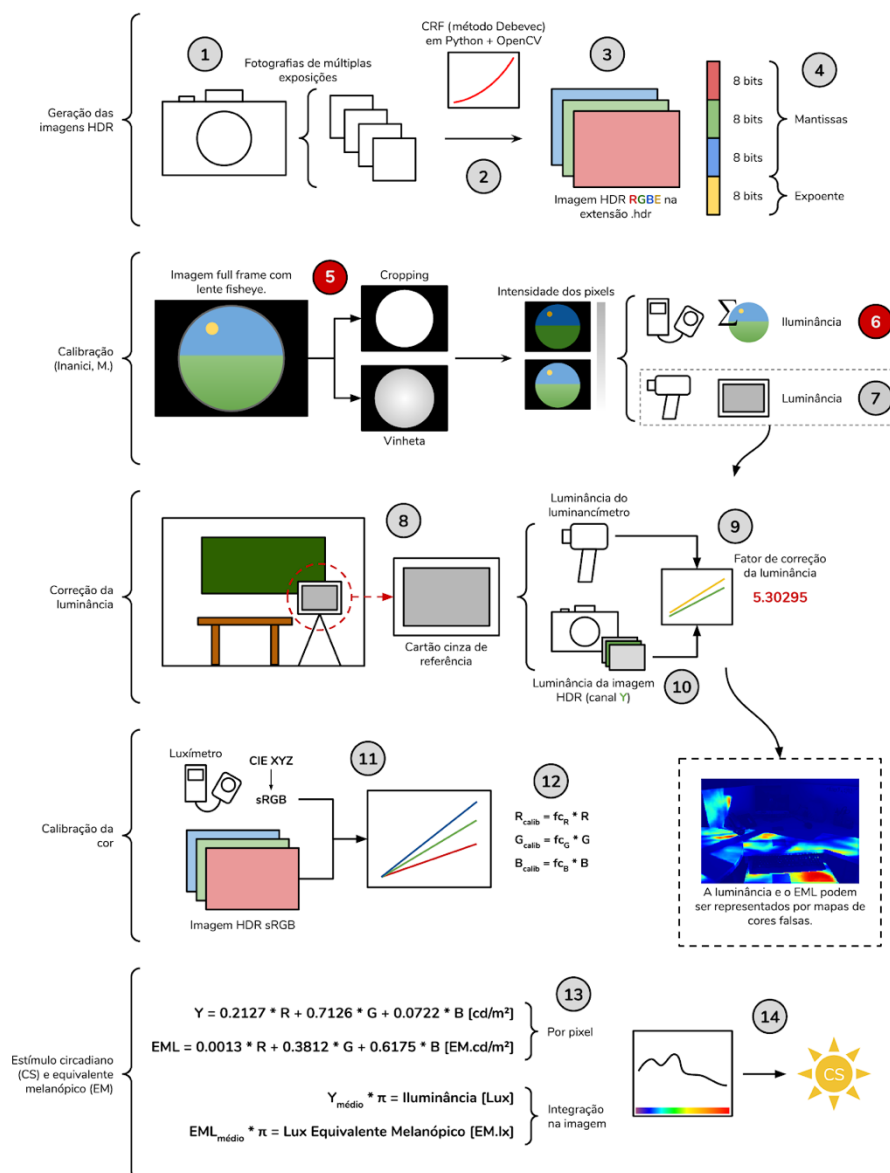 Geração das
imagens HDR
1
Fotografias de múltiplas
exposições
CRF (método Debevec)
em Python + OpenCV
2
3
Imagem HDR RGBE na
extensão .hdr
8 bits
8 bits
8 bits
8 bits
4
Mantissas
Expoente
Calibração
(Inanici, M.)
Imagem full frame com
lente fisheye.
5
Cropping
Vinheta
Intensidade dos pixels
Σ
Iluminância
6
Luminância
7
Correção da
luminância
8
Cartão cinza de
referência
Luminância do
luminancímetro
9
Fator de correção
da luminância
5.30295
Luminância da imagem
HDR (canal Y)
10
Calibração da
cor
Luxímetro
CIE XYZ
sRGB
Imagem HDR sRGB
11
12
R_calib = fc_R * R
G_calib = fc_G * G
B_calib = fc_B * B
A luminância e o EML podem
ser representados por mapas de
cores falsas.
Estímulo circadiano
(CS) e equivalente
melanópico (EM)
Y = 0.2127 * R + 0.7126 * G + 0.0722 * B [cd/m²]
EML = 0.0013 * R + 0.3812 * G + 0.6175 * B [EM.cd/m²]
13
Por pixel
Y_médio * π = Iluminância [Lux]
EML_médio * π = Lux Equivalente Melanópico [EM.lx]
Integração
na imagem
14
CS